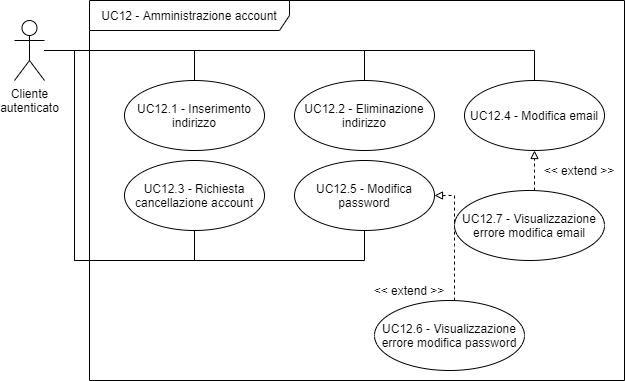 UC12 - Amministrazione account
Cliente
autenticato
UC12.1 - Inserimento
indirizzo
UC12.2 - Eliminazione
indirizzo
UC12.4 - Modifica email
<< extend >>
UC12.3 - Richiesta
cancellazione account
UC12.5 - Modifica
password
UC12.7 - Visualizzazione
errore modifica email
<< extend >>
UC12.6 - Visualizzazione
errore modifica password